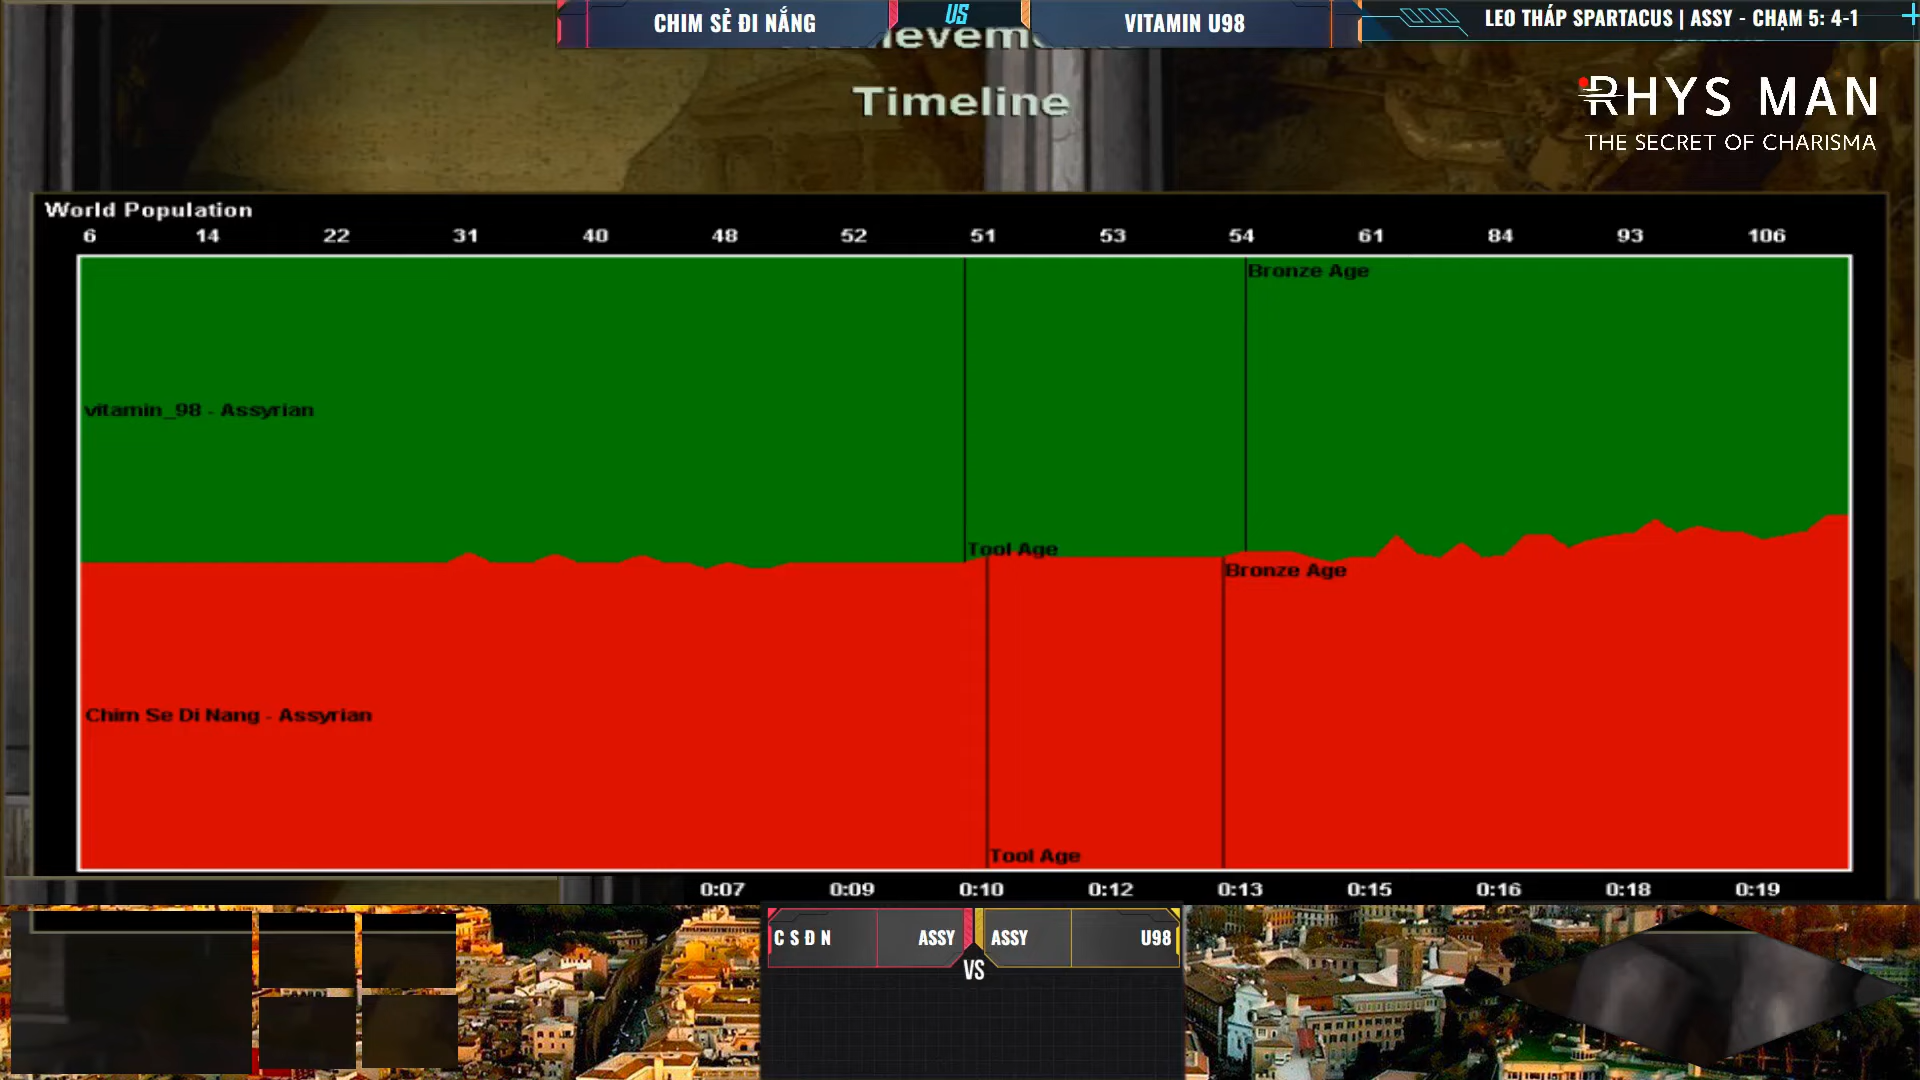 CHIM SẺ ĐI NẮNG
VS
VITAMIN U98
LEO THÁP SPARTACUS | ASSY - CHẠM 5: 4-1
Timeline
RHYS MAN
THE SECRET OF CHARISMA
World Population
6 14 22 31 40 48 52 51 53 54 61 84 93 106
Bronze Age
vitamin_98 - Assyrian
Tool Age
Bronze Age
Chim Se Di Nang - Assyrian
Tool Age
0:07 0:09 0:10 0:12 0:13 0:15 0:16 0:18 0:19
C S Đ N ASSY
VS
ASSY U98